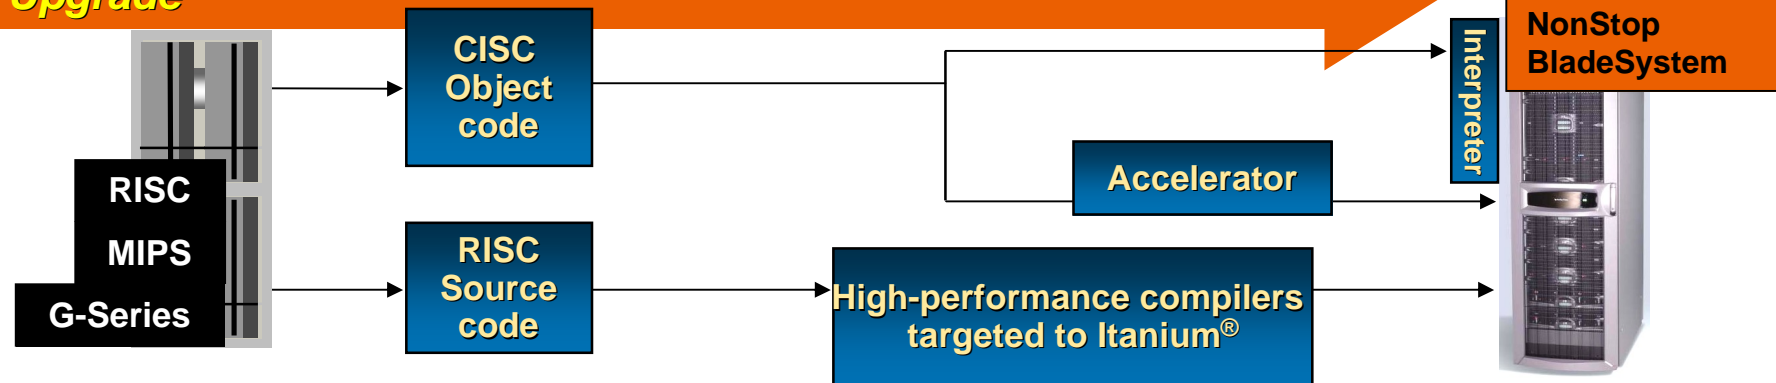 Upgrade
CISC
Object
code
Interpreter
NonStop
BladeSystem
Accelerator
RISC
MIPS
G-Series
RISC
Source
code
High-performance compilers
targeted to Itanium®